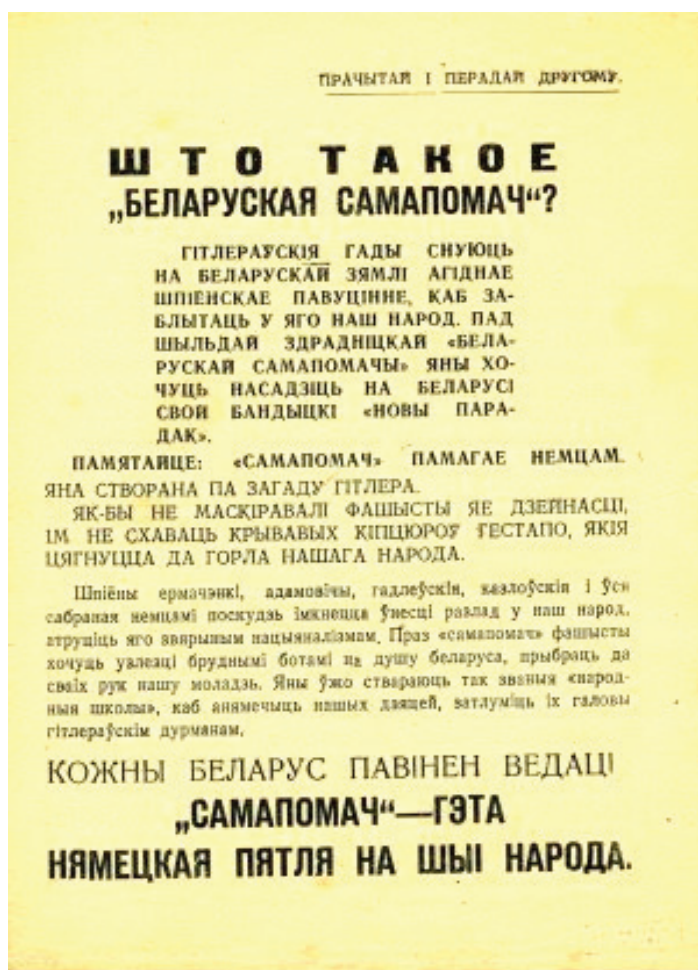 ПРАЧЫТАЙ І ПЕРАДАЙ ДРУГОМУ.
ШТО ТАКОЕ
„БЕЛАРУСКАЯ САМАПОМАЧ“?
ГІТЛЕРАЎСКІЯ ГАДЫ СНУЮЦЬ
НА БЕЛАРУСКАЙ ЗЯМЛІ АГІДНАЕ
ШПІЁНСКАЕ ПАВУЦІННЕ, КАБ ЗА-
БЛЫТАЦЬ У ЯГО НАШ НАРОД. ПАД
ШЫЛЬДАЙ ЗДРАДНІЦКАЙ «БЕЛА-
РУСКАЙ САМАПОМАЧЫ» ЯНЫ ХО-
ЧУЦЬ НАСАДЗІЦЬ НА БЕЛАРУСІ
СВОЙ БАНДЫЦКІ «НОВЫ ПАРА-
ДАК».
ПАМЯТАЙЦЕ: «САМАПОМАЧ» ПАМАГАЕ НЕМЦАМ.
ЯНА СТВОРАНА ПА ЗАГАДУ ГІТЛЕРА.
ЯК-БЫ НЕ МАСКІРАВАЛІ ФАШЫСТЫ ЯЕ ДЗЕЙНАСЦІ,
ІМ НЕ СХАВАЦЬ КРЫВАВЫХ КІПЦЮРОЎ ГЕСТАПО, ЯКІЯ
ЦЯГНУЦЦА ДА ГОРЛА НАШАГА НАРОДА.
Шпіёны ермачэнкі, адамовічы, гадлеўскія, казлоўскія і ўся
сабраная немцамі поскудзь імкнецца ўнесці разлад у наш народ,
атруціць яго звярыным нацыяналізмам. Праз «самапомач» фашысты
хочуць улезці бруднымі ботамі на душу беларуса, прыбраць да
сваіх рук нашу моладзь. Яны ўжо ствараюць так званыя «народ-
ныя школы», каб анямечыць нашых дзяцей, затлуміць іх галовы
гітлераўскім дурманам.
КОЖНЫ БЕЛАРУС ПАВІНЕН ВЕДАЦІ
„САМАПОМАЧ“—ГЭТА
НЯМЕЦКАЯ ПЯТЛЯ НА ШЫІ НАРОДА.